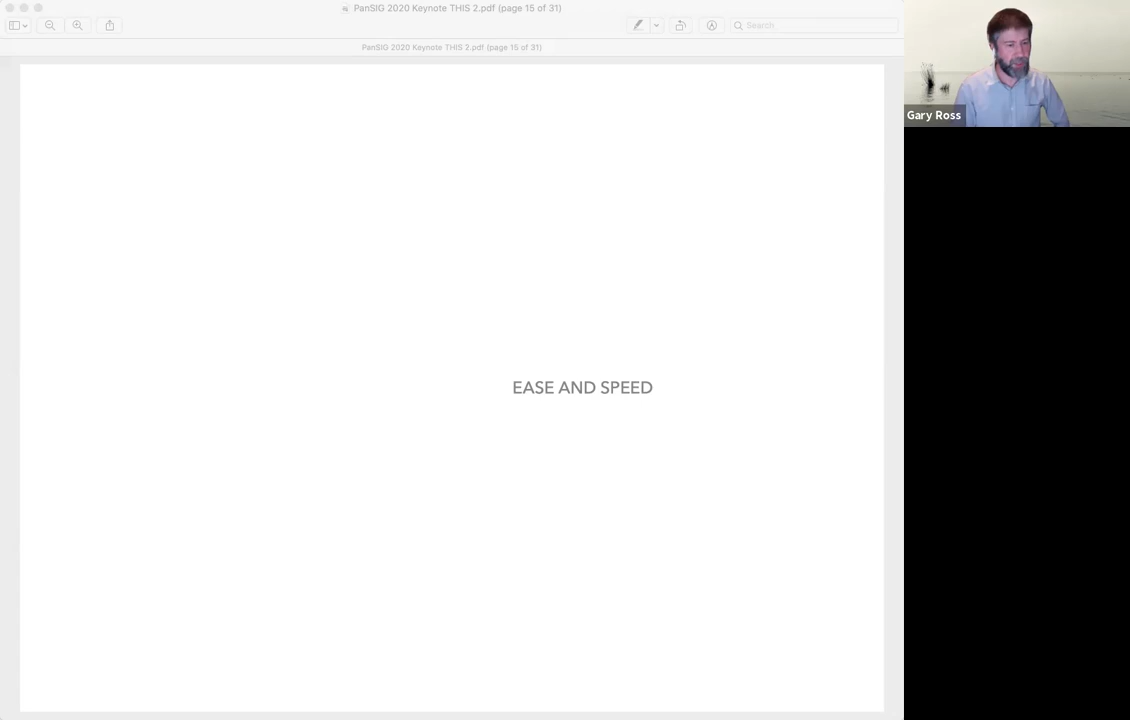 PanSIG 2020 Keynote THIS 2.pdf (page 15 of 31)
Search
PanSIG 2020 Keynote THIS 2.pdf (page 15 of 31)
Gary Ross
EASE AND SPEED